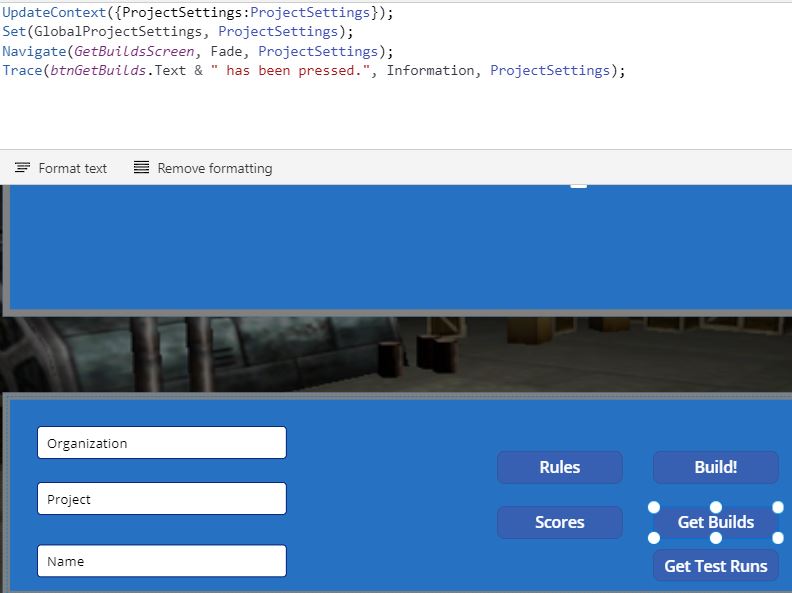 UpdateContext({ProjectSettings:ProjectSettings});
Set(GlobalProjectSettings, ProjectSettings);
Navigate(GetBuildsScreen, Fade, ProjectSettings);
Trace(btnGetBuilds.Text & " has been pressed.", Information, ProjectSettings);
Format text Remove formatting
Organization
Rules Build!
Project
Scores Get Builds
Name
Get Test Runs